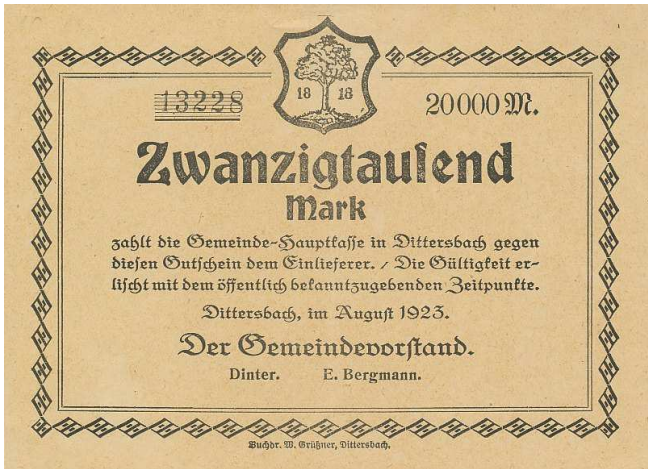 18 18
13228
20000 M.
Zwanzigtausend
Mark
zahlt die Gemeinde-Hauptkasse in Dittersbach gegen
diesen Gutschein dem Einlieferer. / Die Gültigkeit er-
lischt mit dem öffentlich bekanntzugebenden Zeitpunkte.
Dittersbach, im August 1923.
Der Gemeindevorstand.
Dinter. E. Bergmann.
Buchdr. W. Grüßner, Dittersbach.